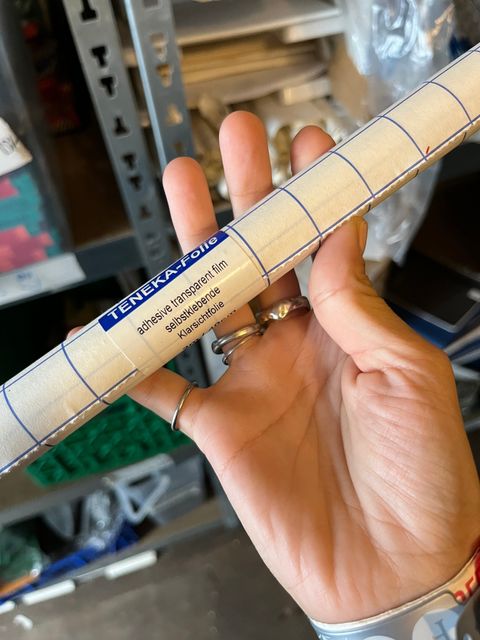 TENEKA-Folie
adhesive transparent film
selbstklebende
Klarsichtfolie